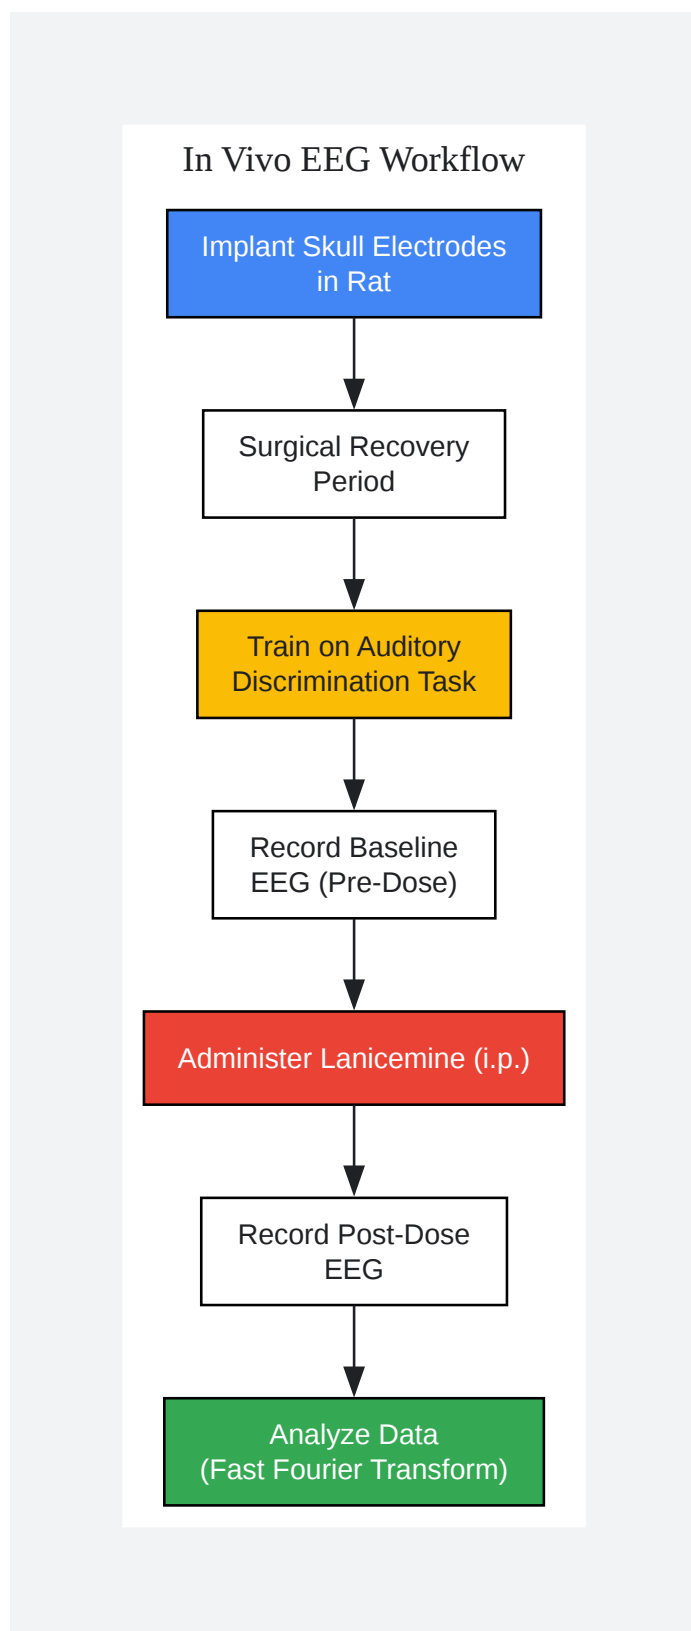 In Vivo EEG Workflow
Implant Skull Electrodes
in Rat
Surgical Recovery
Period
Train on Auditory
Discrimination Task
Record Baseline
EEG (Pre-Dose)
Administer Lanicemine (i.p.)
Record Post-Dose
EEG
Analyze Data
(Fast Fourier Transform)